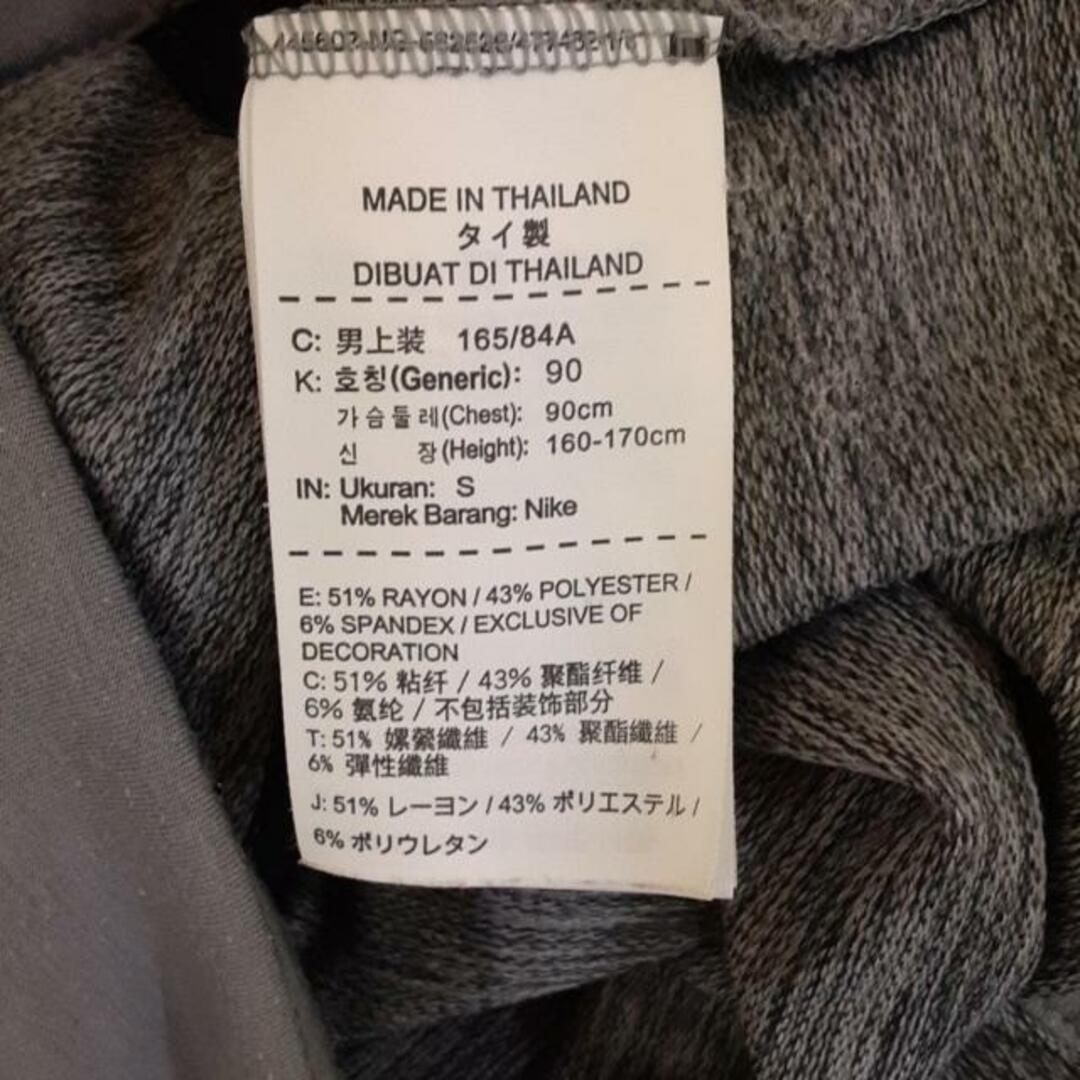 MADE IN THAILAND
タイ製
DIBUAT DI THAILAND
C: 男上装 165/84A
K: 호칭(Generic): 90
가슴둘레(Chest): 90cm
신 장(Height): 160-170cm
IN: Ukuran: S
Merek Barang: Nike
E: 51% RAYON / 43% POLYESTER /
6% SPANDEX / EXCLUSIVE OF
DECORATION
C: 51% 粘纤 / 43% 聚酯纤维 /
6% 氨纶 / 不包括装饰部分
T: 51% 嫘縈纖維 / 43% 聚酯纖維 /
6% 彈性纖維
J: 51% レーヨン / 43% ポリエステル /
6% ポリウレタン